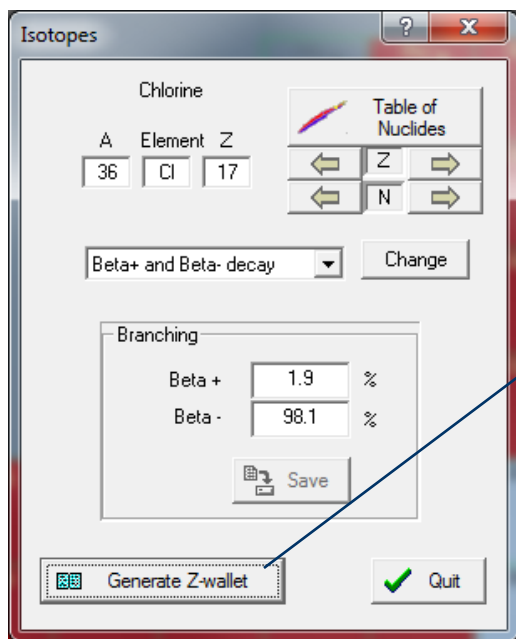 Isotopes
?
X
Chlorine
Table of
Nuclides
A Element Z
36 Cl 17
Z
N
Beta+ and Beta- decay
Change
Branching
Beta + 1.9 %
Beta - 98.1 %
Save
Generate Z-wallet
Quit